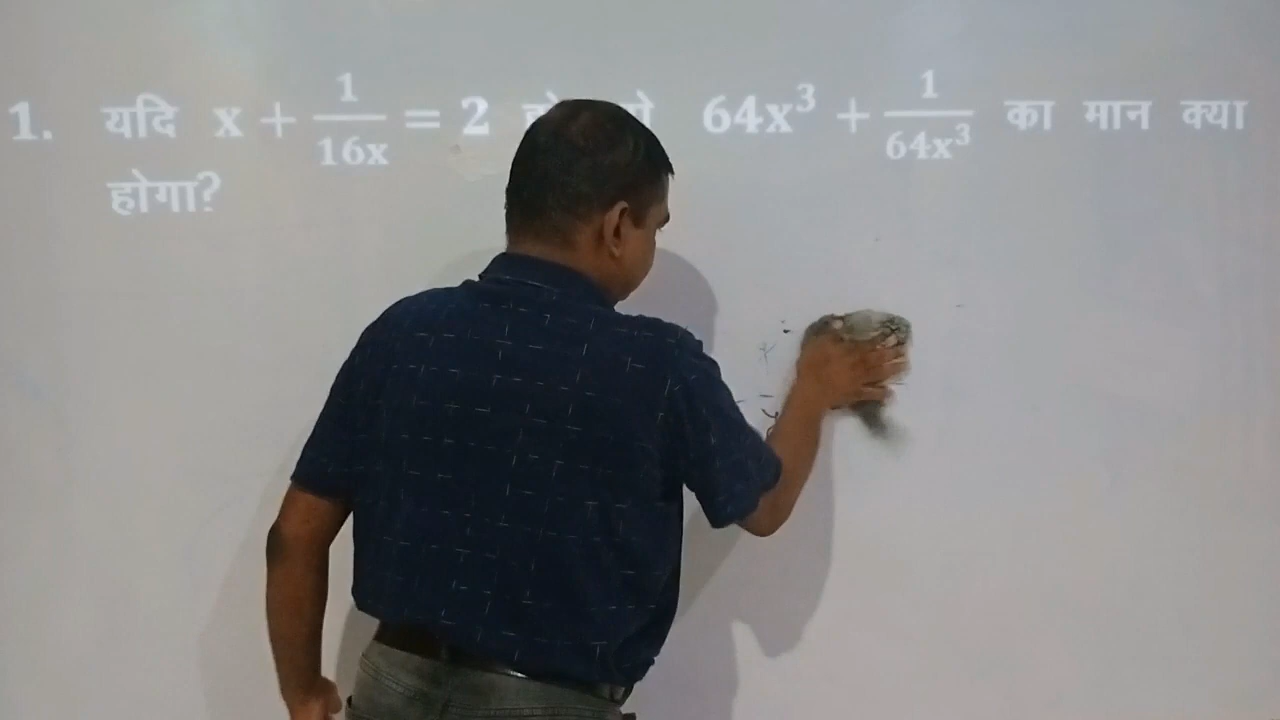 1. यदि x + 1/16x = 2 64x³ + 1/64x³ का मान क्या
होगा?